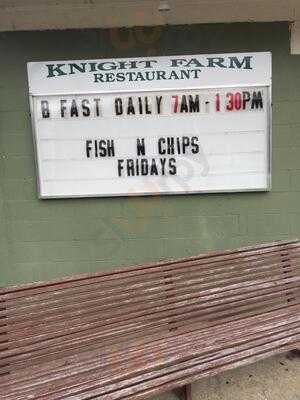 KNIGHT FARM
RESTAURANT
B FAST DAILY 7AM - 1 30PM
FISH N CHIPS
FRIDAYS